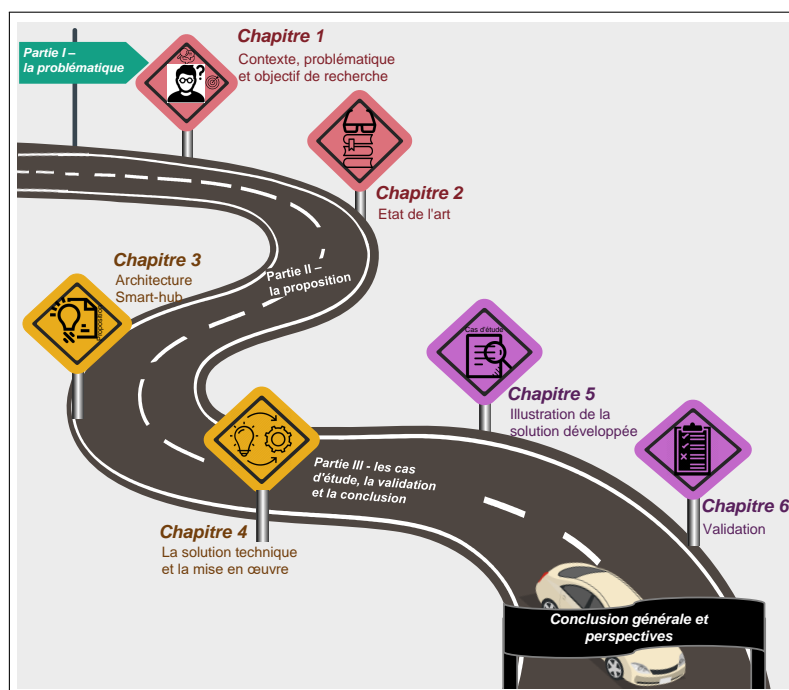 Partie I –
la problématique
Chapitre 1
Contexte, problématique
et objectif de recherche
?
Chapitre 2
Etat de l'art
Partie II –
la proposition
Chapitre 3
Architecture
Smart-hub
Proposition
Chapitre 4
La solution technique
et la mise en œuvre
Partie III - les cas
d'étude, la validation
et la conclusion
Cas d'étude
Chapitre 5
Illustration de la
solution développée
Chapitre 6
Validation
Conclusion générale et
perspectives